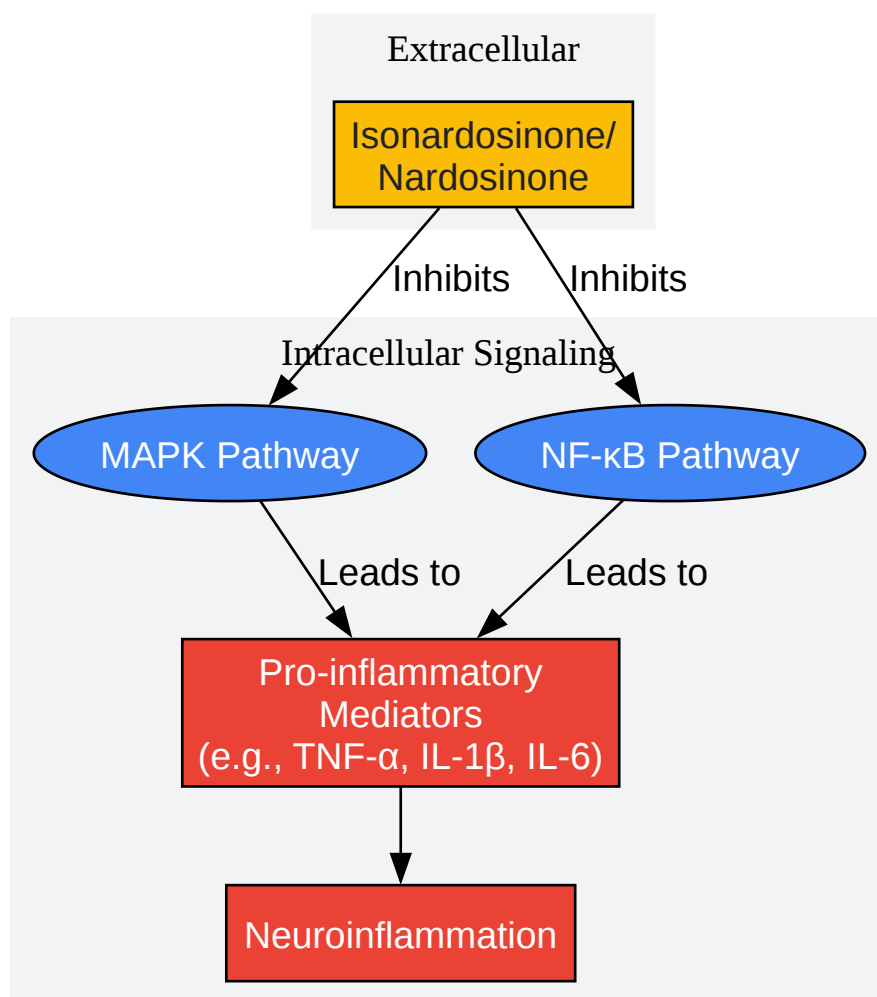 Extracellular
Isonardosinone/
Nardosinone
Inhibits
Inhibits
Intracellular Signaling
MAPK Pathway
NF-κB Pathway
Leads to
Leads to
Pro-inflammatory
Mediators
(e.g., TNF-α, IL-1β, IL-6)
Neuroinflammation